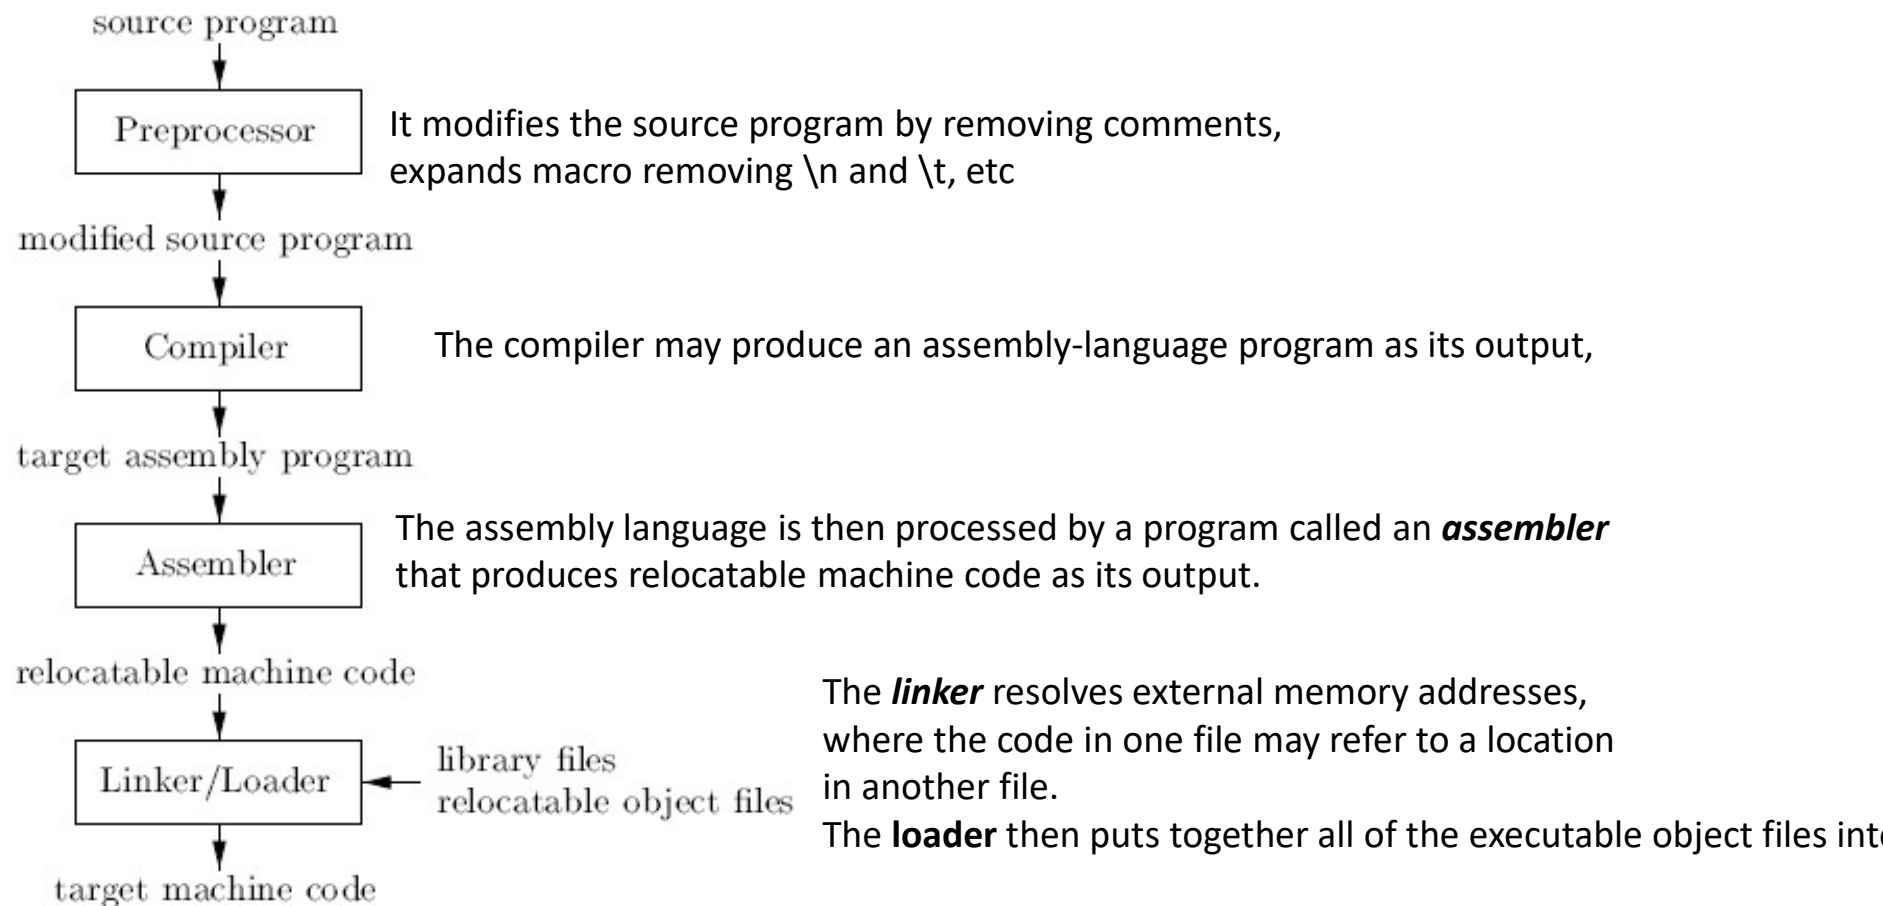 source program
Preprocessor
It modifies the source program by removing comments,
expands macro removing \n and \t, etc
modified source program
Compiler
The compiler may produce an assembly-language program as its output,
target assembly program
Assembler
The assembly language is then processed by a program called an assembler
that produces relocatable machine code as its output.
relocatable machine code
Linker/Loader
library files
relocatable object files
The linker resolves external memory addresses,
where the code in one file may refer to a location
in another file.
The loader then puts together all of the executable object files
target machine code